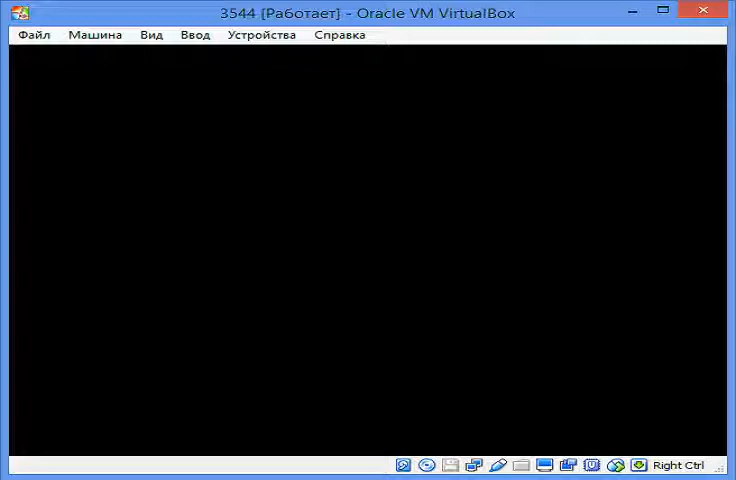 3544 [Работает] - Oracle VM VirtualBox
Файл Машина Вид Ввод Устройства Справка
Right Ctrl